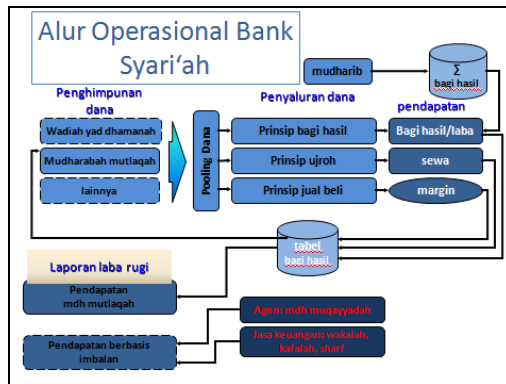 Alur Operasional Bank
Syari‘ah
mudharib
Σ
bagi hasil
Penghimpunan
dana
Penyaluran dana
pendapatan
Wadiah yad dhamanah
Mudharabah mutlaqah
lainnya
Pooling Dana
Prinsip bagi hasil
Prinsip ujroh
Prinsip jual beli
Bagi hasil/laba
sewa
margin
tabel
bagi hasil
Laporan laba rugi
Pendapatan
mdh mutlaqah
Pendapatan berbasis
imbalan
Agen: mdh muqayyadah
Jasa keuangan: wakalah,
kafalah, sharf